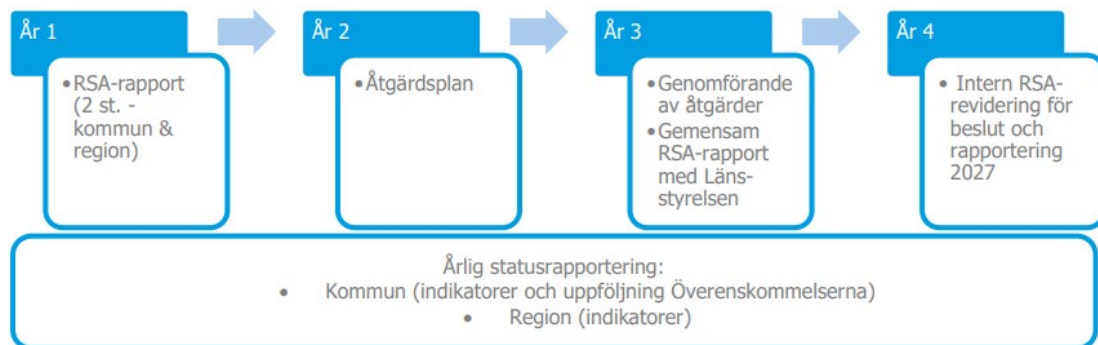 År 1
•RSA-rapport
(2 st. -
kommun &
region)
År 2
•Åtgärdsplan
År 3
•Genomförande
av åtgärder
•Gemensam
RSA-rapport
med Läns-
styrelsen
År 4
• Intern RSA-
revidering för
beslut och
rapportering
2027
Årlig statusrapportering:
• Kommun (indikatorer och uppföljning Överenskommelserna)
• Region (indikatorer)